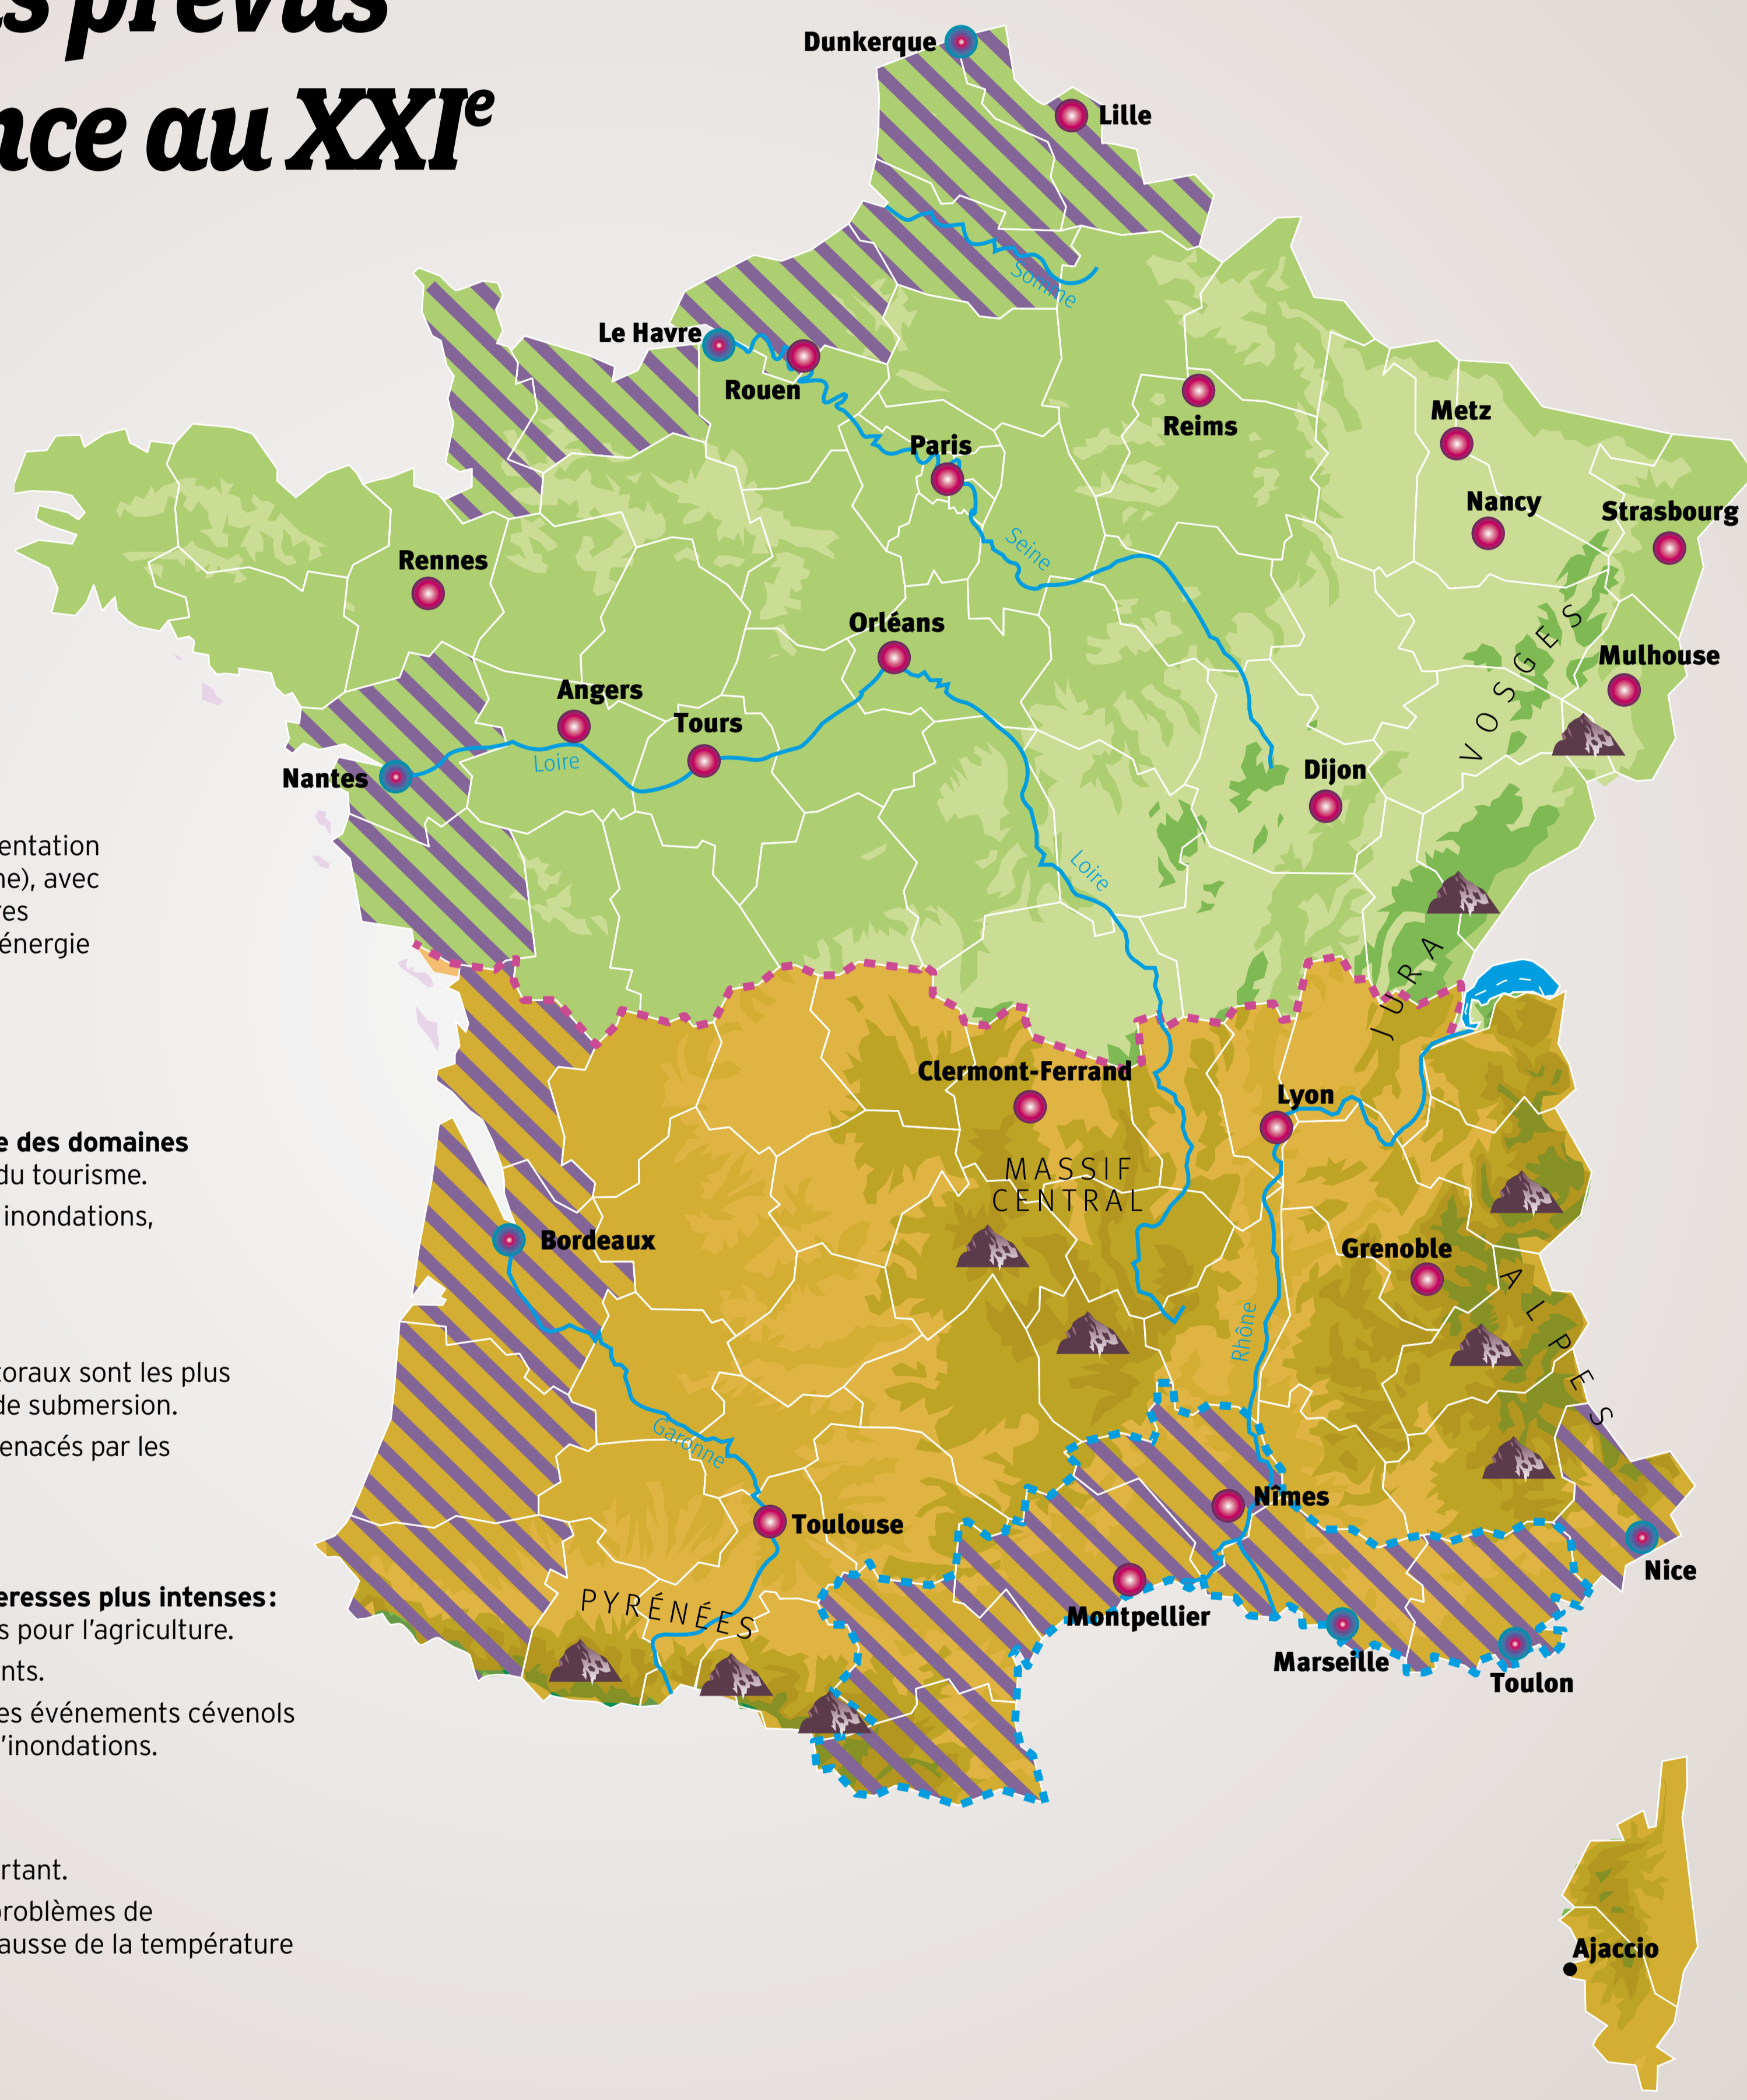 s prévus
nce au XXIe
Dunkerque
Lille
Somme
Le Havre
Rouen
Reims
Metz
Paris
Nancy
Strasbourg
Seine
Rennes
Orléans
VOSGES
Mulhouse
Angers
Tours
Loire
Nantes
Dijon
entation
ne), avec
res
énergie
Loire
JURA
Clermont-Ferrand
Lyon
e des domaines
du tourisme.
inondations,
MASSIF
CENTRAL
Bordeaux
Grenoble
ALPES
Rhône
toraux sont les plus
de submersion.
enacés par les
Garonne
Nîmes
Toulouse
Nice
eresses plus intenses :
s pour l’agriculture.
nts.
es événements cévenols
’inondations.
PYRÉNÉES
Montpellier
Marseille
Toulon
rtant.
problèmes de
ausse de la température
Ajaccio